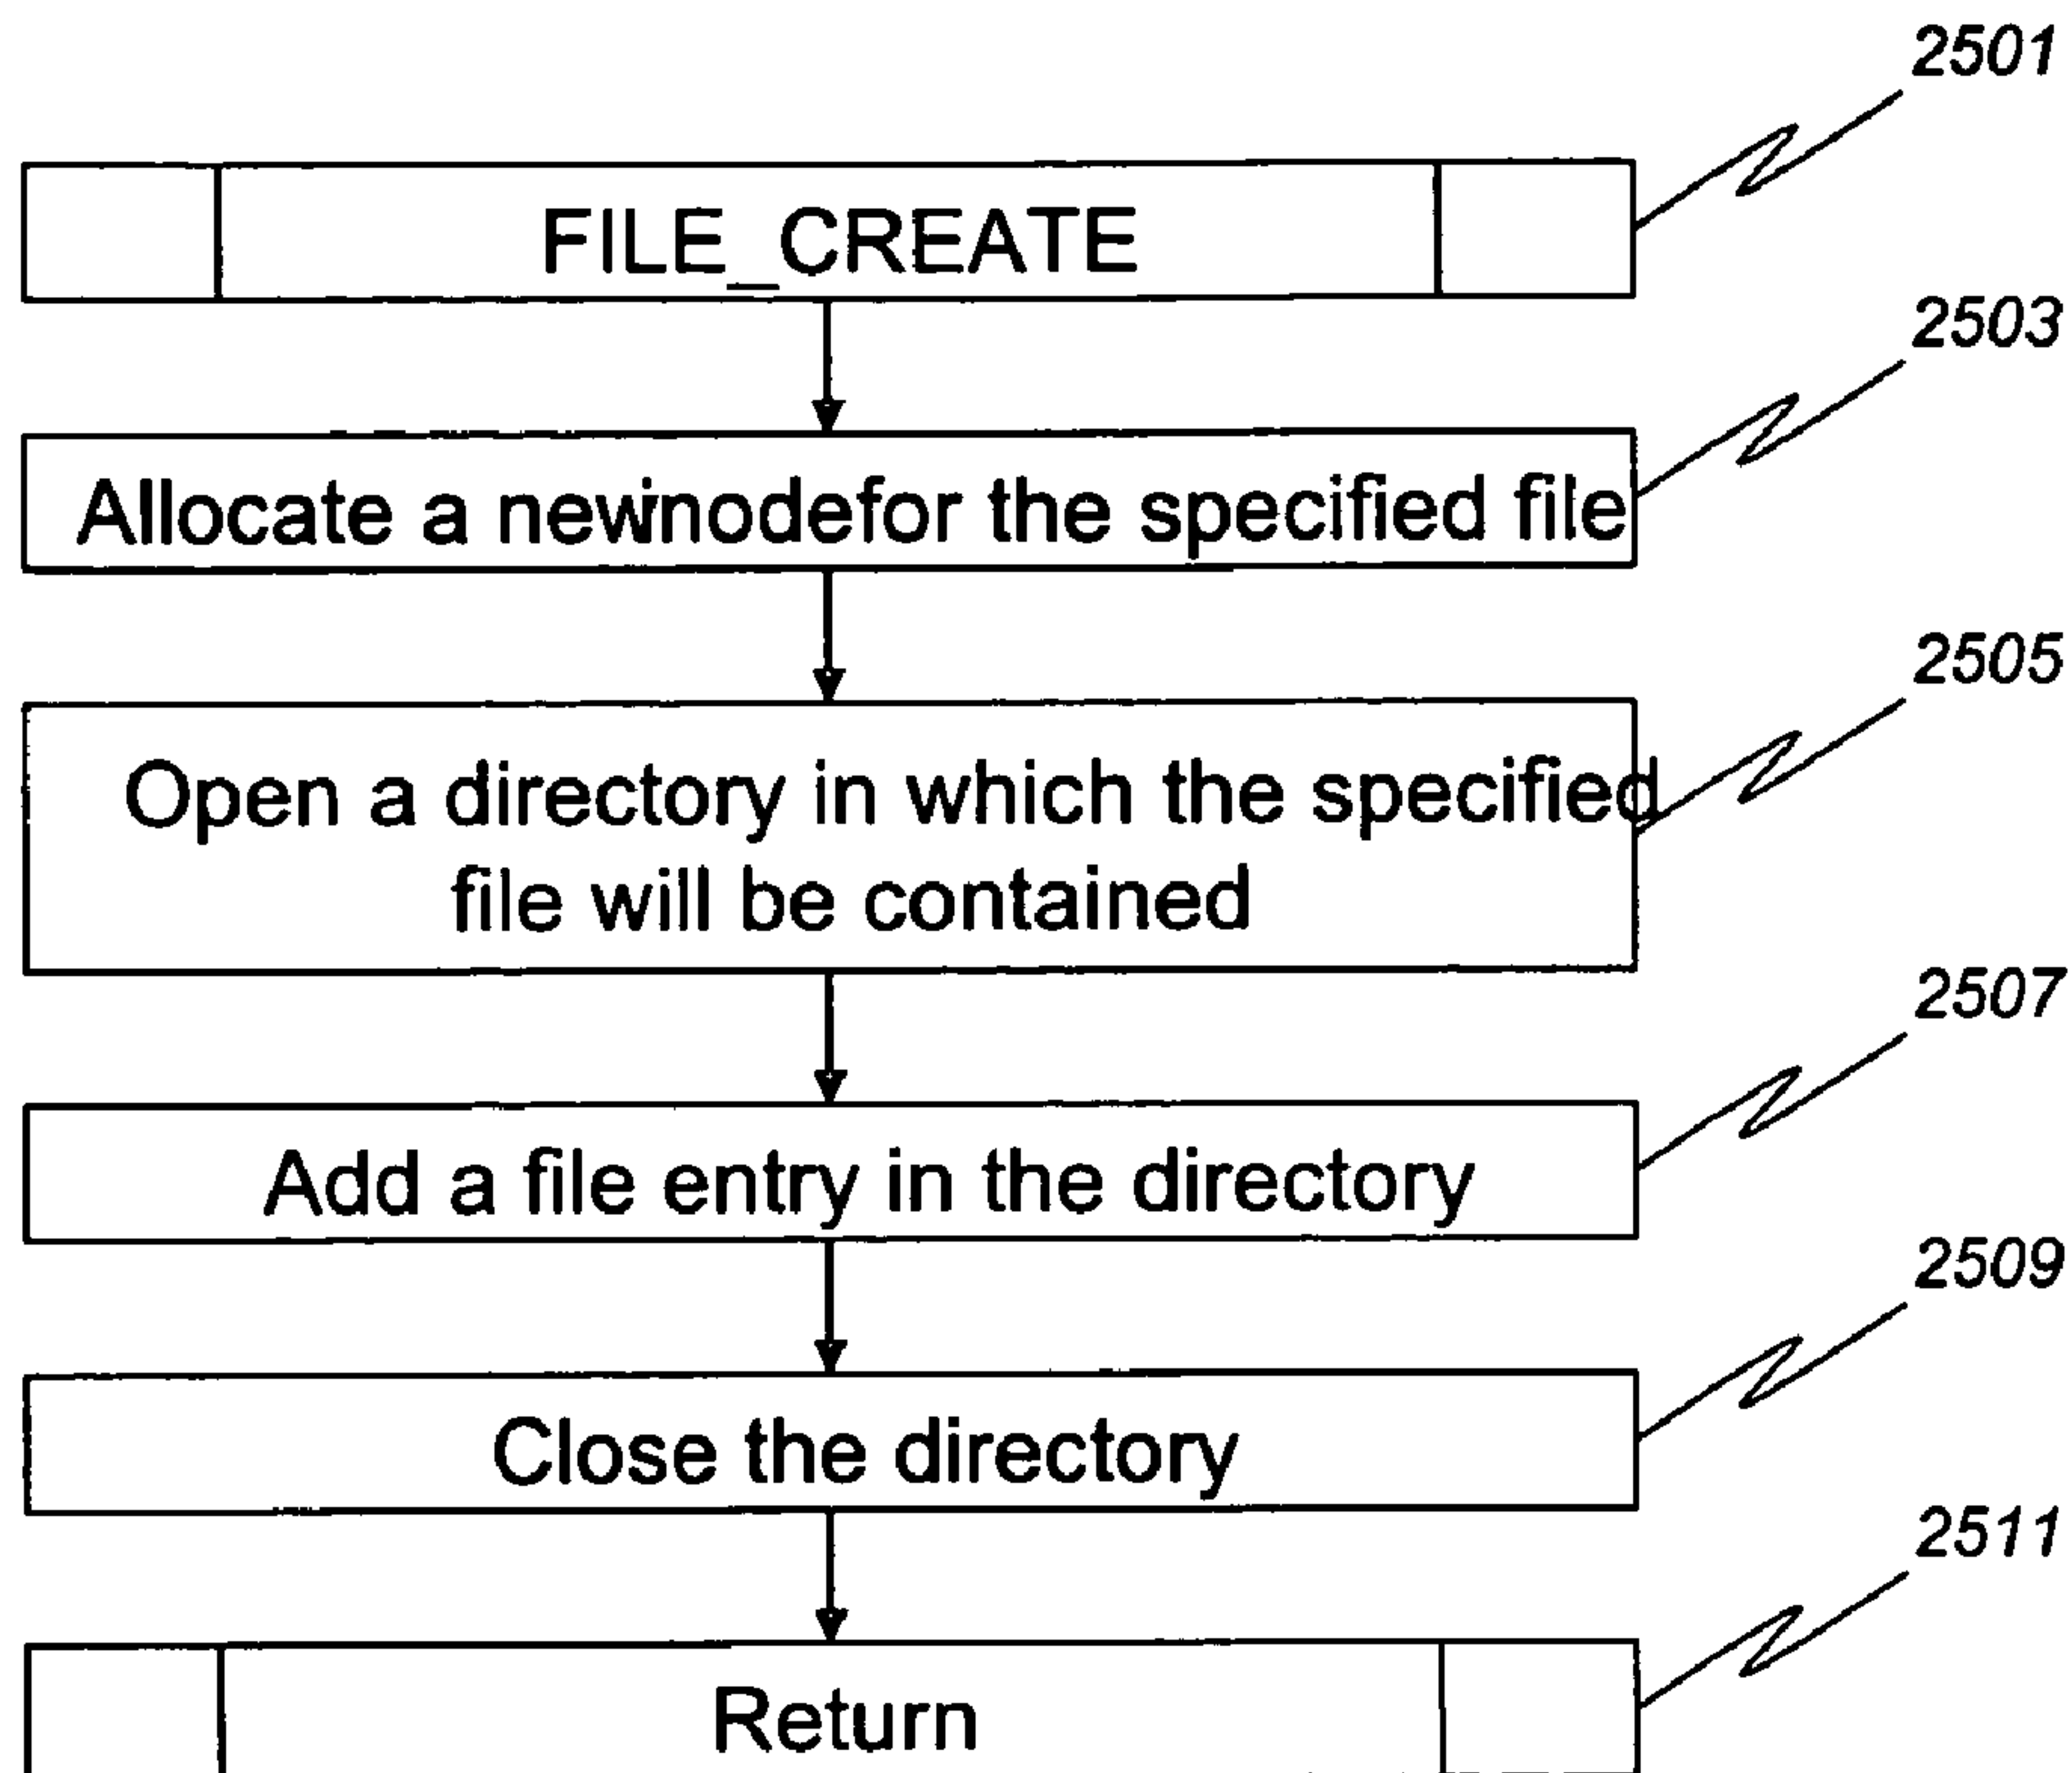 2501
FILE_CREATE
2503
Allocate a newinodefor the specified file
2505
Open a directory in which the specified
file will be contained
2507
Add a file entry in the directory
2509
Close the directory
2511
Return